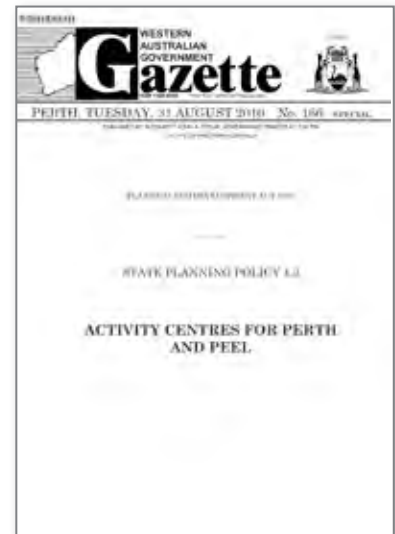 WESTERN
AUSTRALIAN
GOVERNMENT
Gazette
PERTH, TUESDAY, 31 AUGUST 2010 No. 166 SPECIAL
STATE PLANNING POLICY 4.2
ACTIVITY CENTRES FOR PERTH
AND PEEL